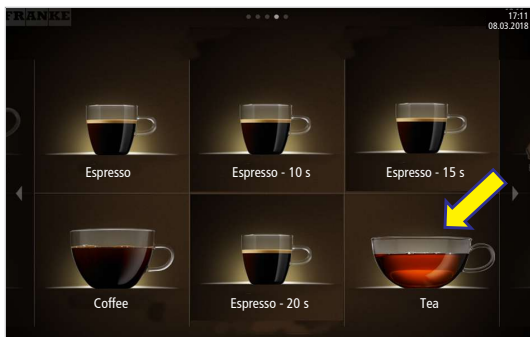 FRANKE
17:11
08.03.2018
Espresso
Espresso - 10 s
Espresso - 15 s
Coffee
Espresso - 20 s
Tea